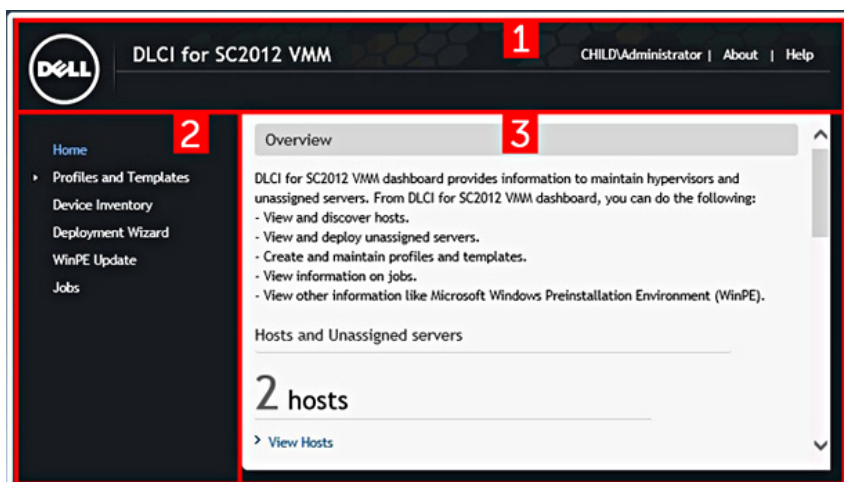 1
DELL
DLCI for SC2012 VMM
CHILD\Administrator | About | Help
2
Home
Profiles and Templates
Device Inventory
Deployment Wizard
WinPE Update
Jobs
3
Overview
DLCI for SC2012 VMM dashboard provides information to maintain hypervisors and
unassigned servers. From DLCI for SC2012 VMM dashboard, you can do the following:
- View and discover hosts.
- View and deploy unassigned servers.
- Create and maintain profiles and templates.
- View information on jobs.
- View other information like Microsoft Windows Preinstallation Environment (WinPE).
Hosts and Unassigned servers
2 hosts
View Hosts